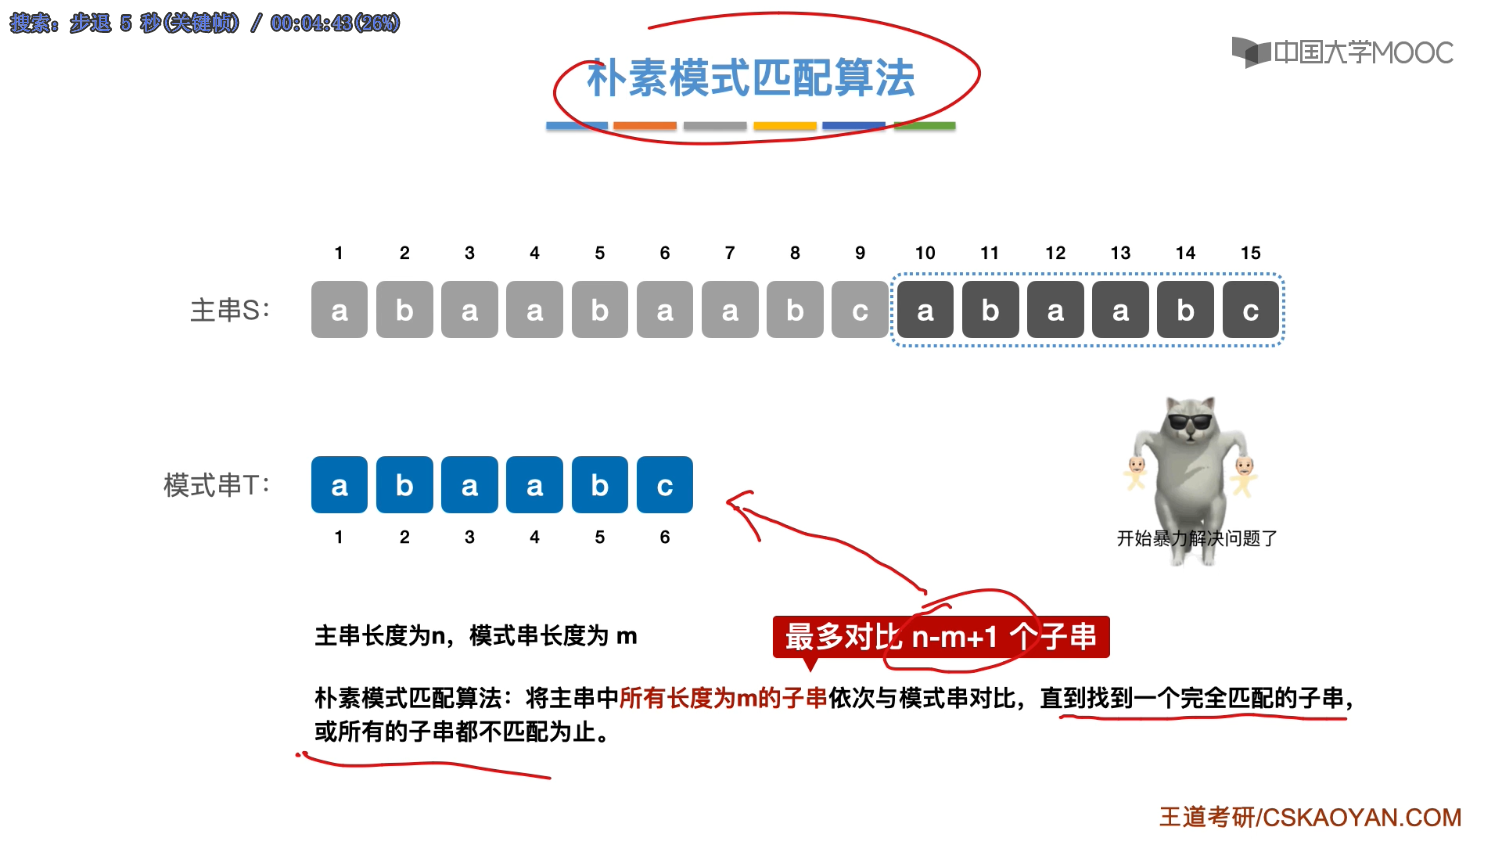 搜索: 步退 5 秒(关键帧) / 00:04:43(26%)
中国大学MOOC
朴素模式匹配算法
1 2 3 4 5 6 7 8 9 10 11 12 13 14 15
主串S: a b a a b a a b c a b a a b c
模式串T: a b a a b c
1 2 3 4 5 6
开始暴力解决问题了
主串长度为n，模式串长度为 m
最多对比 n-m+1 个子串
朴素模式匹配算法：将主串中所有长度为m的子串依次与模式串对比，直到找到一个完全匹配的子串，
或所有的子串都不匹配为止。
王道考研/CSKAOYAN.COM